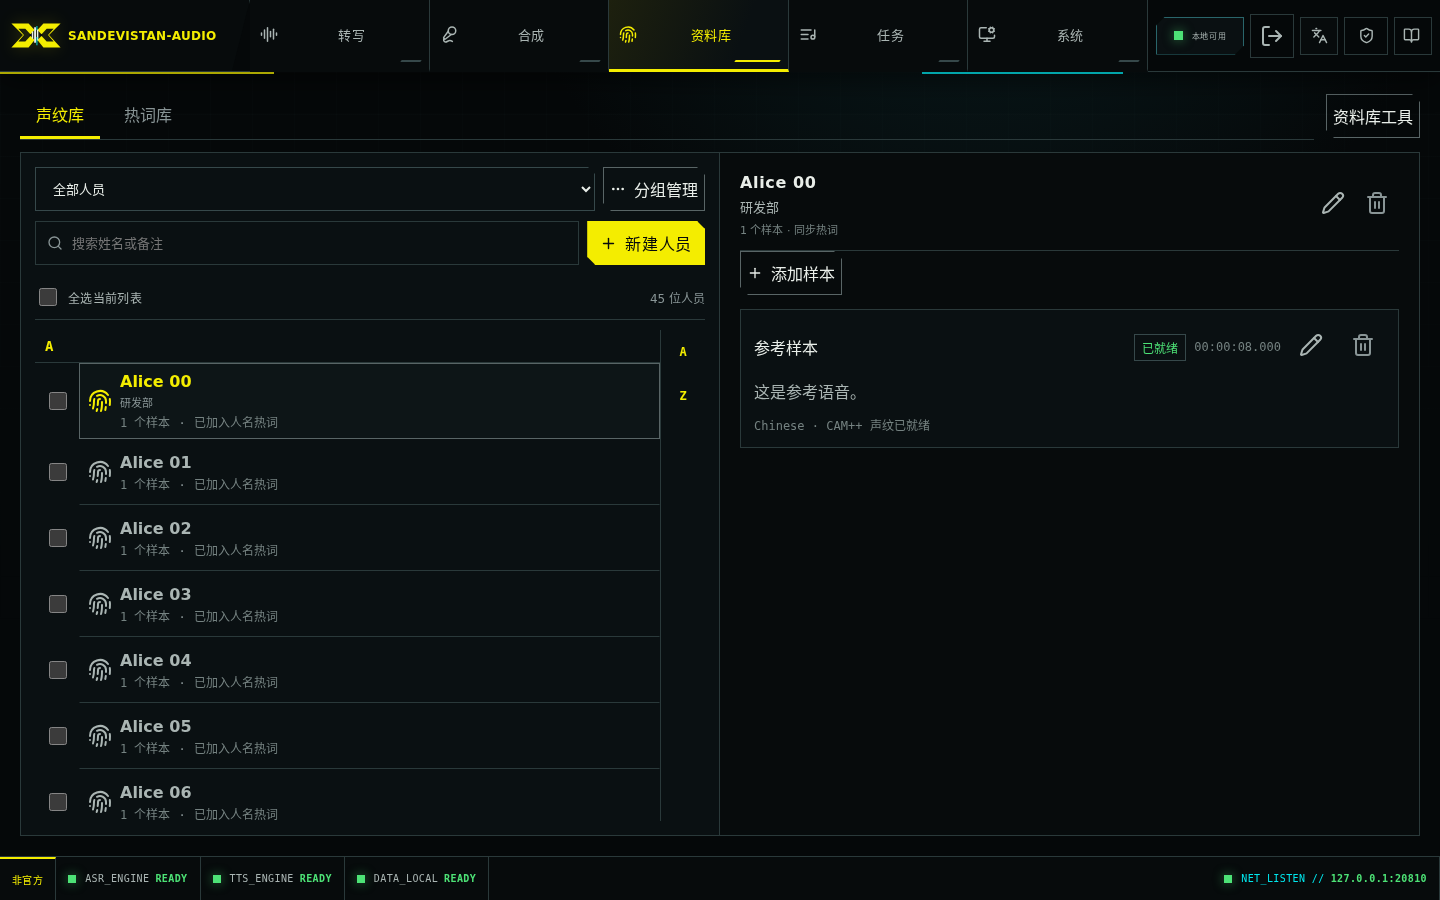 SANDEVISTAN-AUDIO
转写
合成
资料库
任务
系统
本地可用
声纹库
热词库
资料库工具
全部人员
分组管理
搜索姓名或备注
新建人员
全选当前列表
45 位人员
A
Alice 00
研发部
1 个样本 · 已加入人名热词
Alice 01
1 个样本 · 已加入人名热词
Alice 02
1 个样本 · 已加入人名热词
Alice 03
1 个样本 · 已加入人名热词
Alice 04
1 个样本 · 已加入人名热词
Alice 05
1 个样本 · 已加入人名热词
Alice 06
1 个样本 · 已加入人名热词
A
Z
Alice 00
研发部
1 个样本 · 同步热词
添加样本
参考样本
已就绪 00:00:08.000
这是参考语音。
Chinese · CAM++ 声纹已就绪
非官方
ASR_ENGINE READY
TTS_ENGINE READY
DATA_LOCAL READY
NET_LISTEN // 127.0.0.1:20810